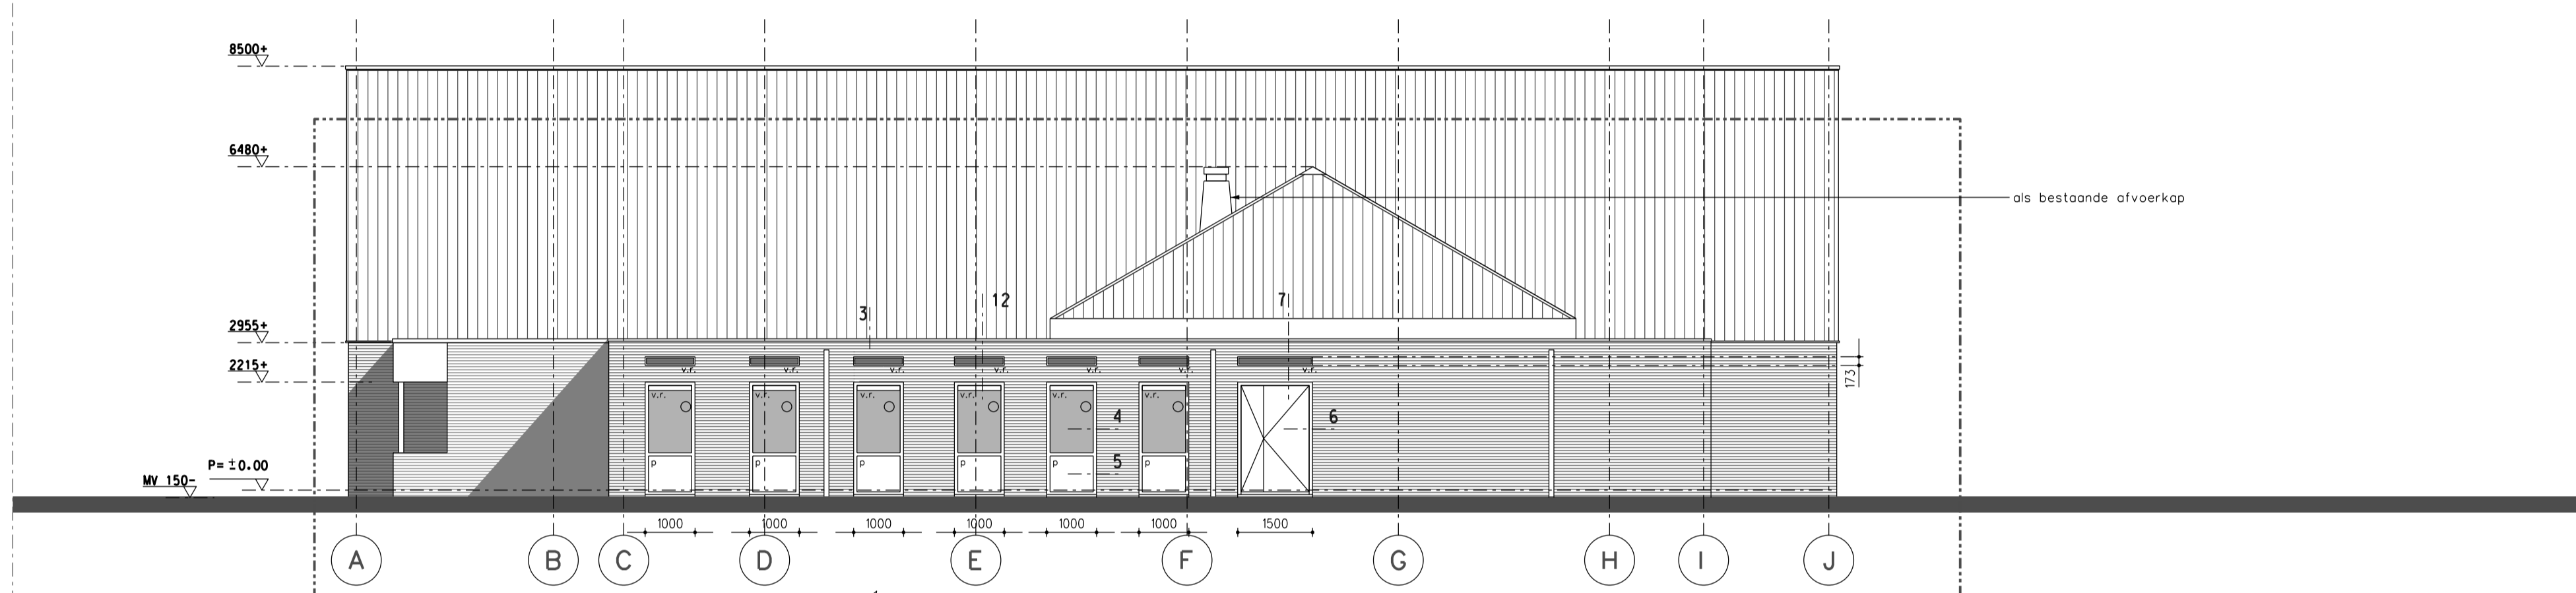 8500+
6480+
als bestaande afvoerkap
12
7
3
2955+
2215+
v.r.
v.r.
v.r.
v.r.
v.r.
v.r.
v.r.
173
v.r.
v.r.
v.r.
v.r.
v.r.
v.r.
4
6
P= ±0.00
p
p
p
p
p
p
5
MV 150-
1000
1000
1000
1000
1000
1000
1500
A
B
C
D
E
F
G
H
I
J